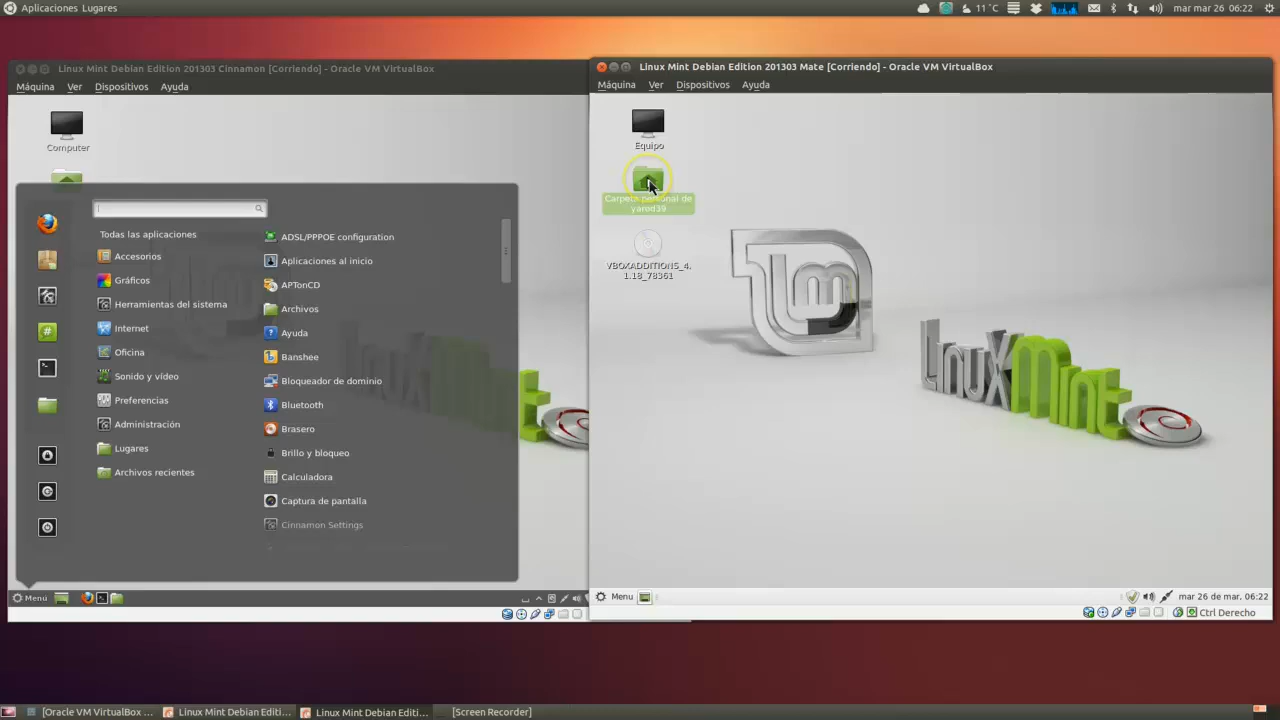 Aplicaciones Lugares
11 °C
mar mar 26 06:22
Linux Mint Debian Edition 201303 Cinnamon [Corriendo] - Oracle VM VirtualBox
Máquina Ver Dispositivos Ayuda
Computer
Todas las aplicaciones
Accesorios
Gráficos
Herramientas del sistema
Internet
Oficina
Sonido y vídeo
Preferencias
Administración
Lugares
Archivos recientes
ADSL/PPPOE configuration
Aplicaciones al inicio
APTonCD
Archivos
Ayuda
Banshee
Bloqueador de dominio
Bluetooth
Brasero
Brillo y bloqueo
Calculadora
Captura de pantalla
Cinnamon Settings
Menú
Linux Mint Debian Edition 201303 Mate [Corriendo] - Oracle VM VirtualBox
Máquina Ver Dispositivos Ayuda
Equipo
Carpeta personal de
yarod39
VBOXADDITIONS_4.
1.18_78361
LinuxMint
Menu
mar 26 de mar, 06:22
Ctrl Derecho
[Oracle VM VirtualBox ...
Linux Mint Debian Editi...
Linux Mint Debian Editi...
[Screen Recorder]